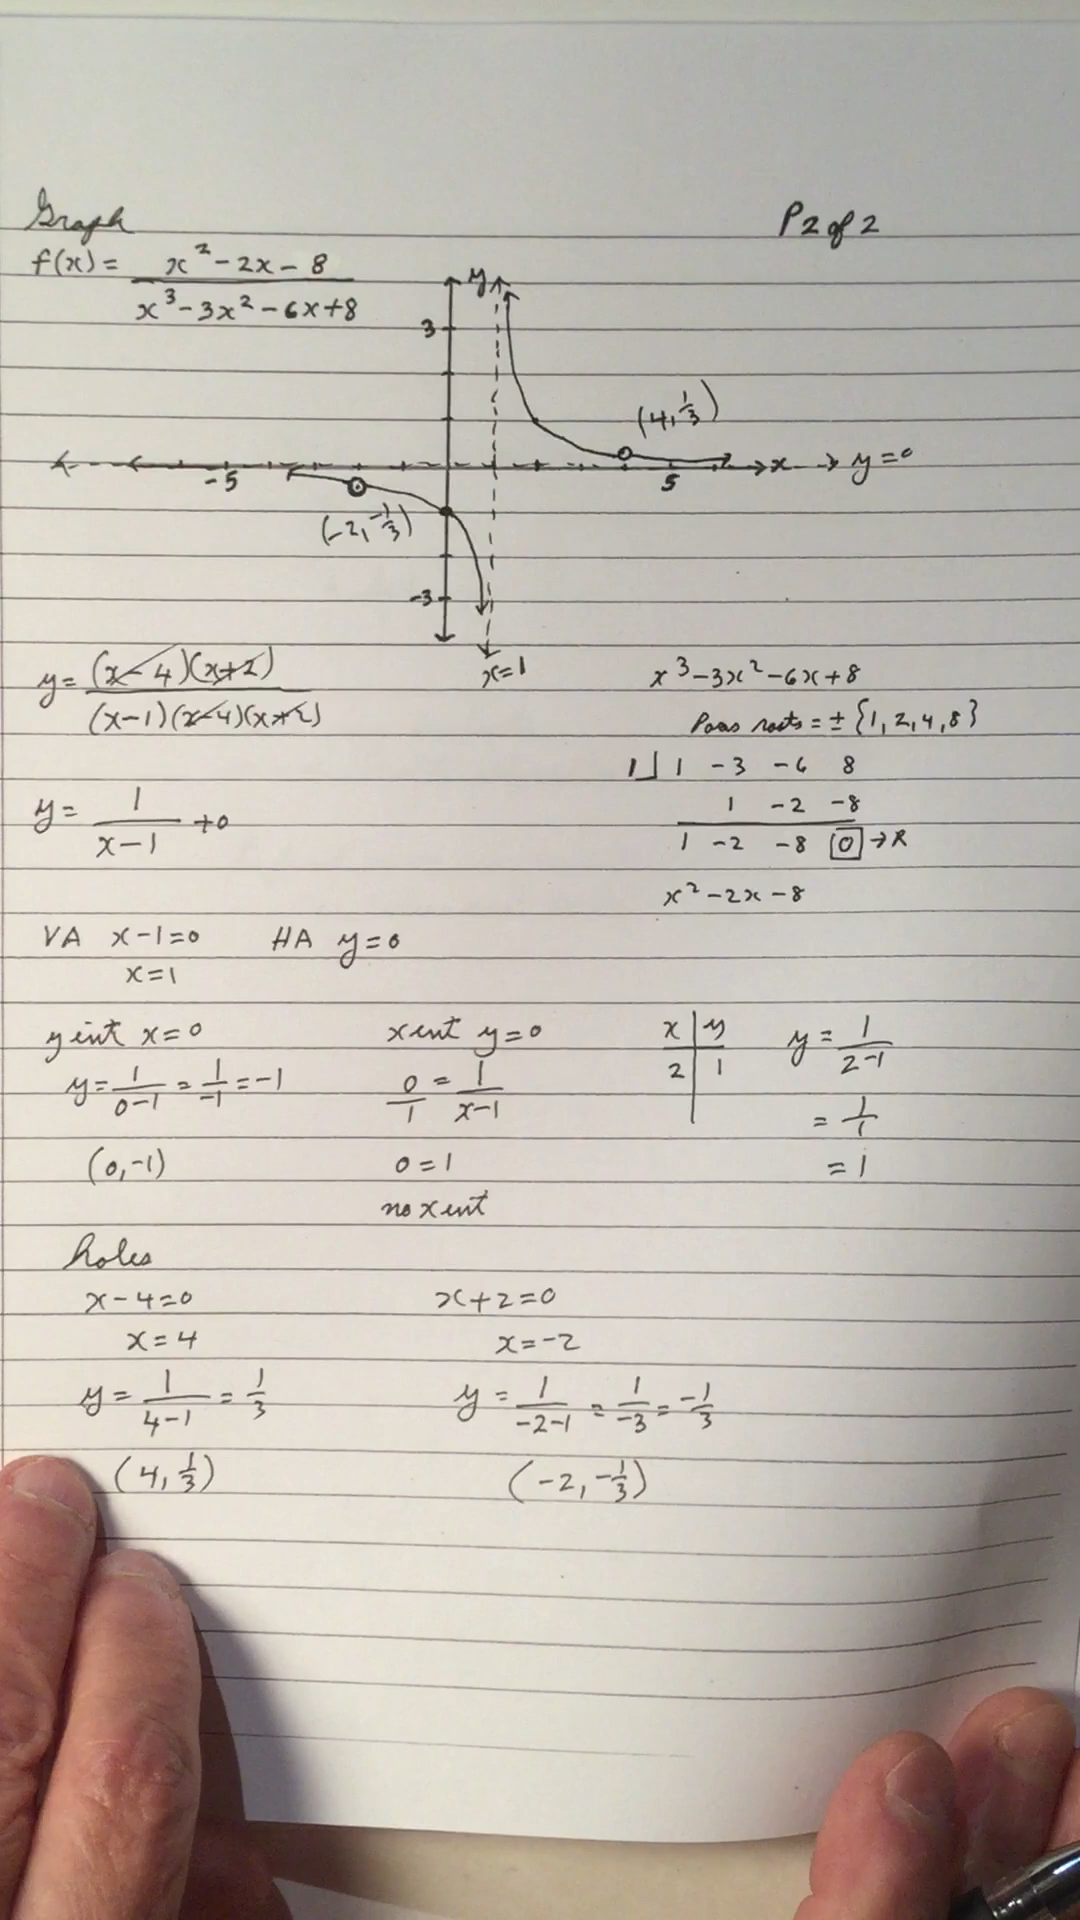 Graph
P2 of 2
f(x) = (x² - 2x - 8)/(x³ - 3x² - 6x + 8)
y
3
(4, 1/3)
-5
5
x
y = 0
(-2, -1/3)
-3
x = 1
y = (x-4)(x+2)/(x-1)(x-4)(x+2)
x³ - 3x² - 6x + 8
Poss roots = ± {1, 2, 4, 8}
1 | 1 -3 -6 8
1 -2 -8
1 -2 -8 0 → R
x² - 2x - 8
y = 1/(x-1) + 0
VA x - 1 = 0
x = 1
HA y = 0
y int x = 0
y = 1/(0-1) = 1/-1 = -1
(0, -1)
x int y = 0
0/1 = 1/(x-1)
0 = 1
no x int
x y
2 1
y = 1/(2-1)
= 1/1
= 1
holes
x - 4 = 0
x = 4
y = 1/(4-1) = 1/3
(4, 1/3)
x + 2 = 0
x = -2
y = 1/(-2-1) = 1/-3 = -1/3
(-2, -1/3)